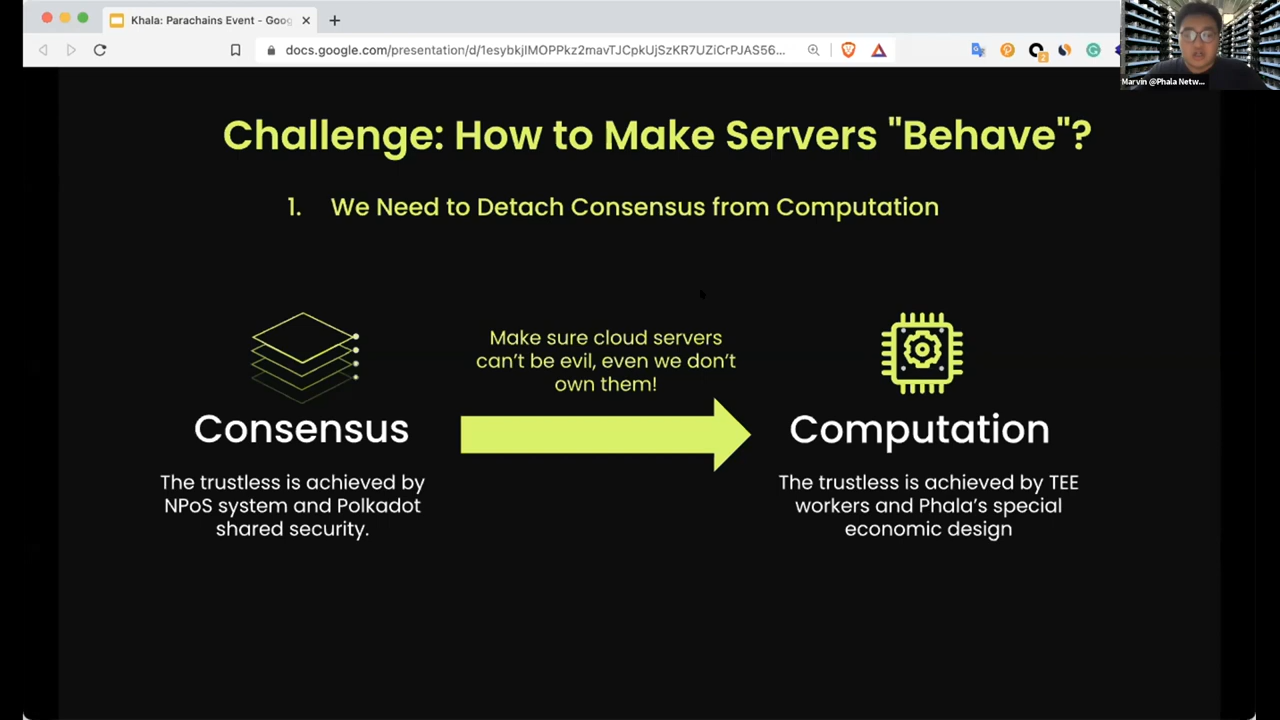 Khala: Parachains Event - Goog
docs.google.com/presentation/d/1esybkjlMOPPkz2mavTJCpkUjSzKR7UZiCrPJAS56...
2
Marvin @Phala Netw...
Challenge: How to Make Servers "Behave"?
1. We Need to Detach Consensus from Computation
Make sure cloud servers
can't be evil, even we don't
own them!
Consensus
The trustless is achieved by
NPoS system and Polkadot
shared security.
Computation
The trustless is achieved by TEE
workers and Phala's special
economic design